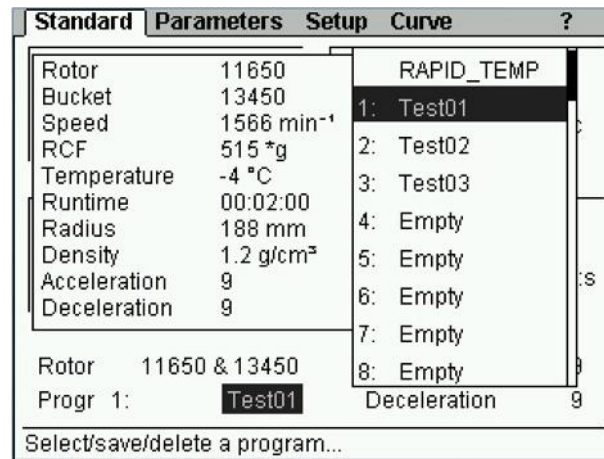 Standard Parameters Setup Curve ?
Rotor 11650
Bucket 13450
Speed 1566 min⁻¹
RCF 515 *g
Temperature -4 °C
Runtime 00:02:00
Radius 188 mm
Density 1.2 g/cm³
Acceleration 9
Deceleration 9
RAPID_TEMP
1: Test01
2: Test02
3: Test03
4: Empty
5: Empty
6: Empty
7: Empty
8: Empty
Rotor 11650 & 13450
Progr 1: Test01 Deceleration 9
Select/save/delete a program...